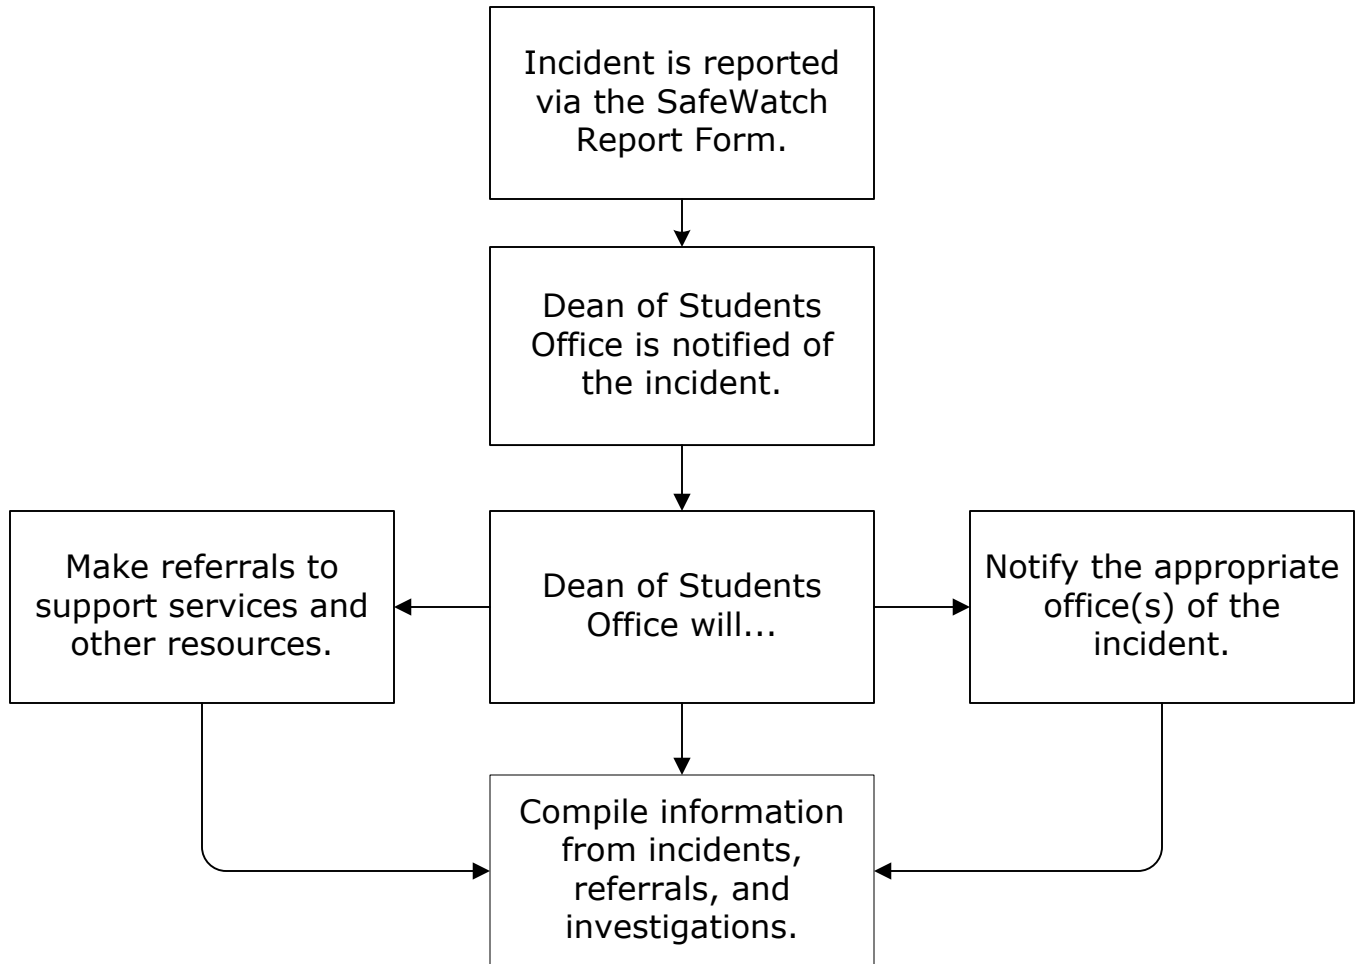 Incident is reported
via the SafeWatch
Report Form.
Dean of Students
Office is notified of
the incident.
Make referrals to
support services and
other resources.
Dean of Students
Office will...
Notify the appropriate
office(s) of the
incident.
Compile information
from incidents,
referrals, and
investigations.